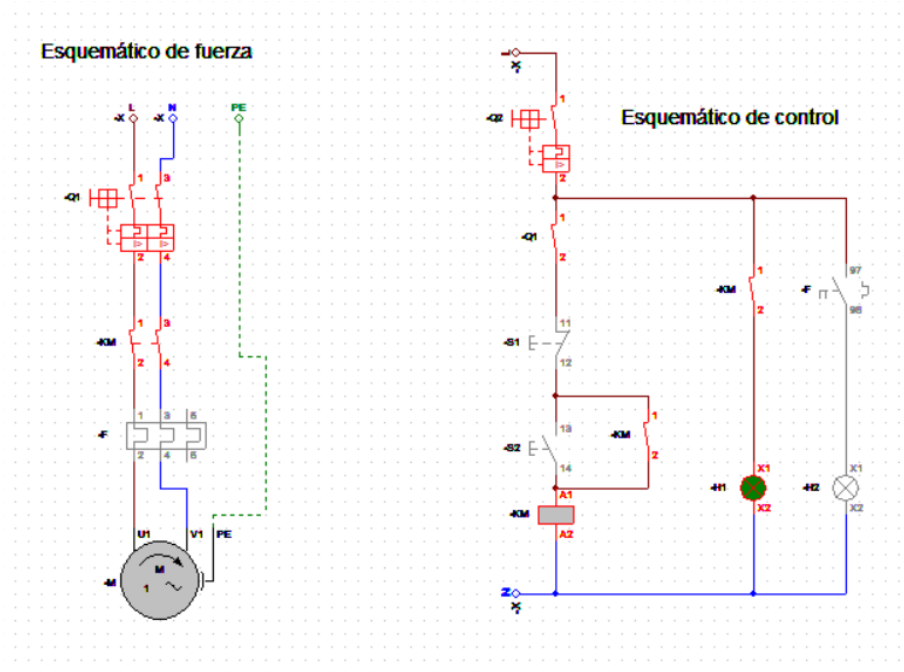 Esquemático de fuerza
L
N
PE
-X
-X
-Q1
1
3
2
4
-KM
1
3
2
4
-F
1
3
5
2
4
6
U1
V1
PE
-M
M
1
Esquemático de control
L
-X
-Q2
1
2
-Q1
1
2
-S1
11
12
-S2
13
14
-KM
1
2
-KM
A1
A2
-KM
1
2
-F
97
98
-H1
X1
X2
-H2
X1
X2
N
-X